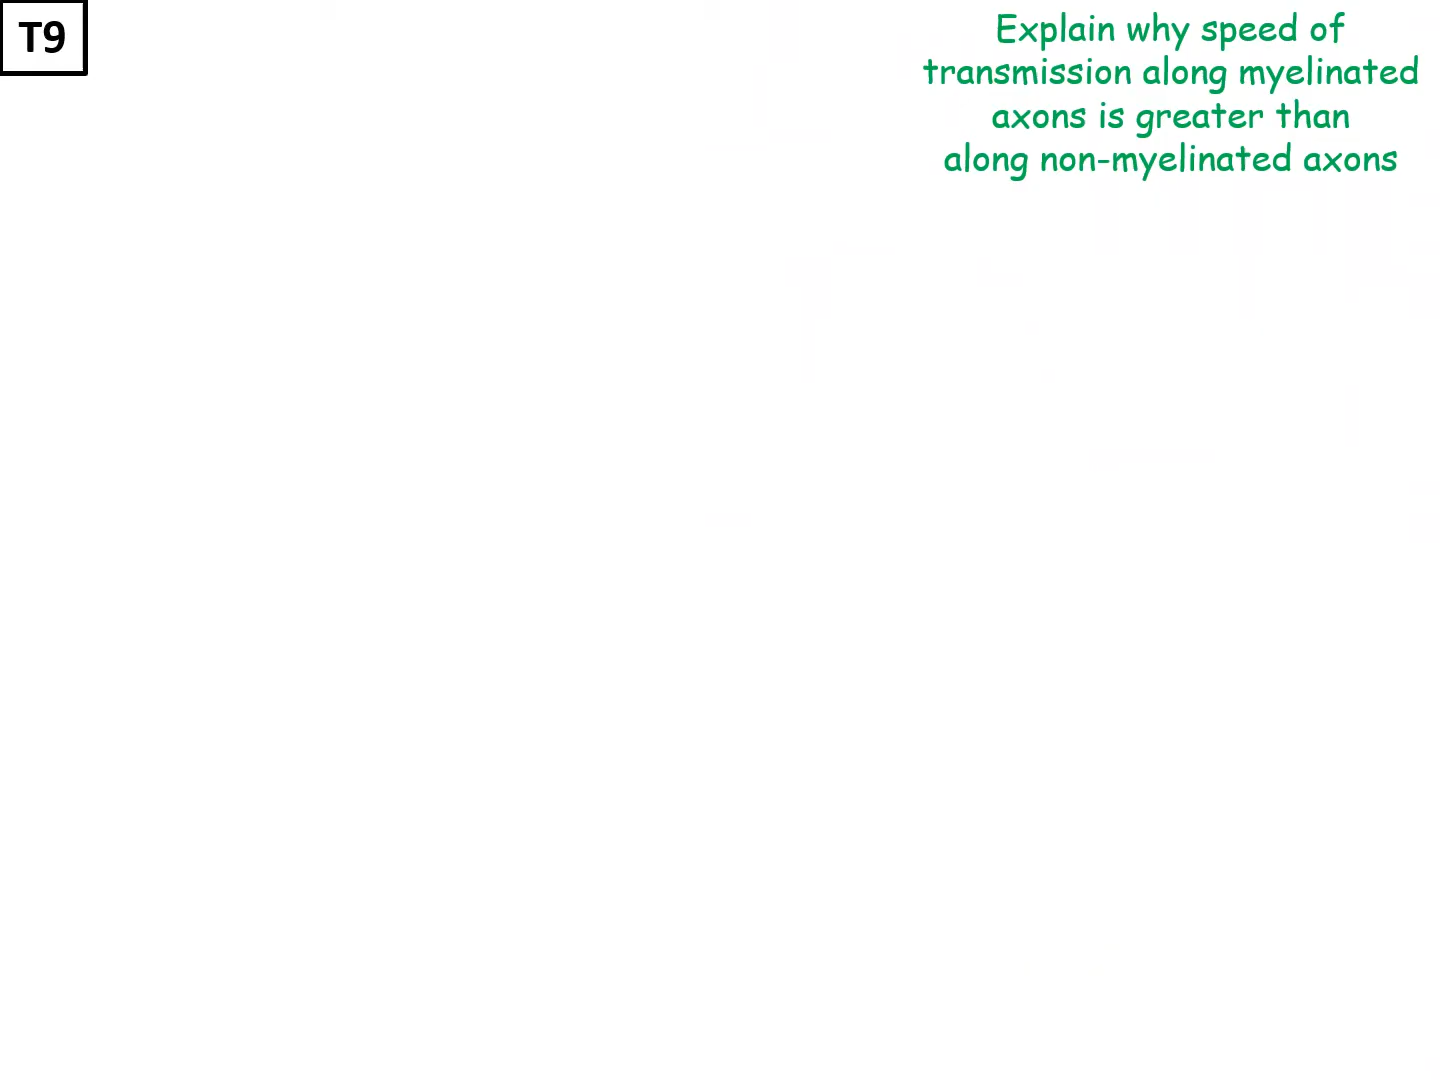 T9
Explain why speed of
transmission along myelinated
axons is greater than
along non-myelinated axons